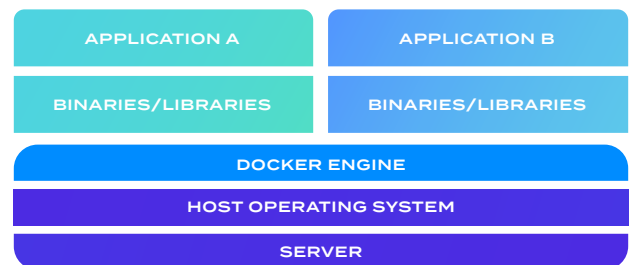 APPLICATION A
APPLICATION B
BINARIES/LIBRARIES
BINARIES/LIBRARIES
DOCKER ENGINE
HOST OPERATING SYSTEM
SERVER